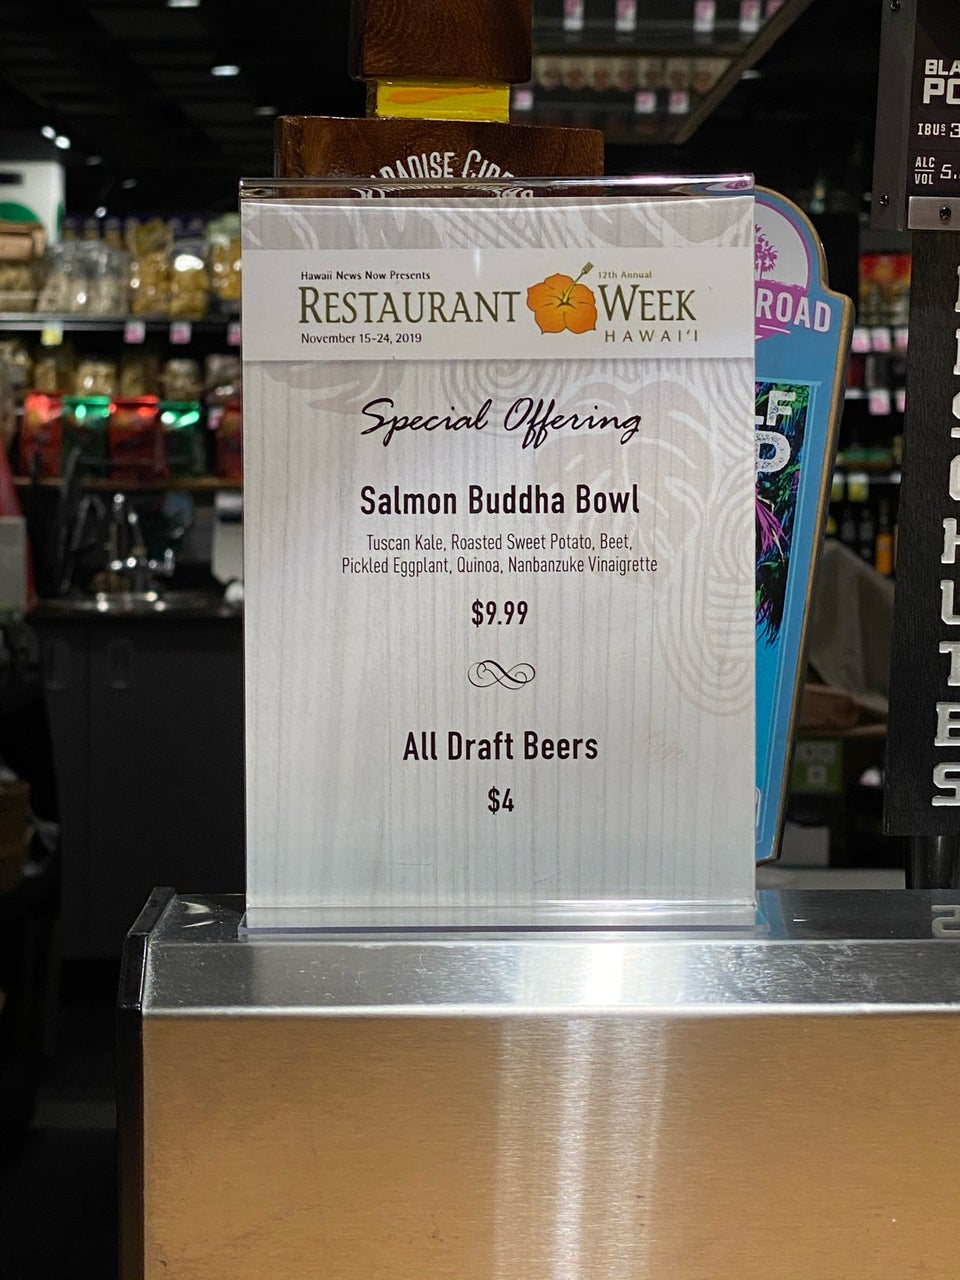 PARADISE
Hawaii News Now Presents
12th Annual
RESTAURANT WEEK
November 15-24, 2019
HAWAI‘I
Special Offering
Salmon Buddha Bowl
Tuscan Kale, Roasted Sweet Potato, Beet,
Pickled Eggplant, Quinoa, Nanbanzuke Vinaigrette
$9.99
All Draft Beers
$4
ROAD
IBUs
ALC
VOL